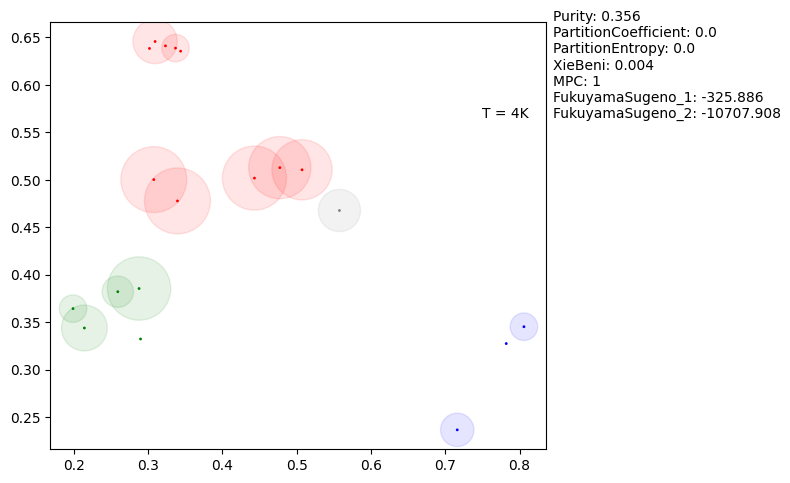 Purity: 0.356
PartitionCoefficient: 0.0
PartitionEntropy: 0.0
XieBeni: 0.004
MPC: 1
FukuyamaSugeno_1: -325.886
FukuyamaSugeno_2: -10707.908
T = 4K
0.65
0.60
0.55
0.50
0.45
0.40
0.35
0.30
0.25
0.2 0.3 0.4 0.5 0.6 0.7 0.8